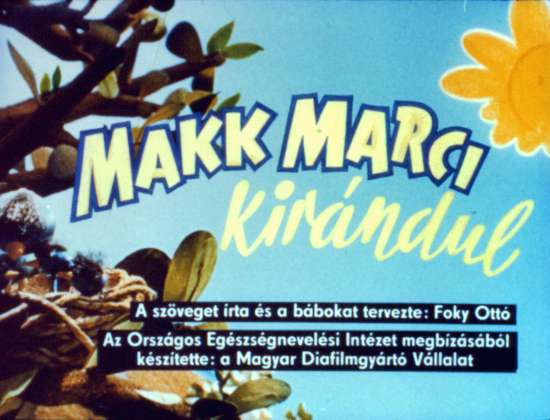 MAKK MARCI
kirándul
A szöveget írta és a bábokat tervezte: Foky Ottó
Az Országos Egészségnevelési Intézet megbízásából
készítette: a Magyar Diafilmgyártó Vállalat